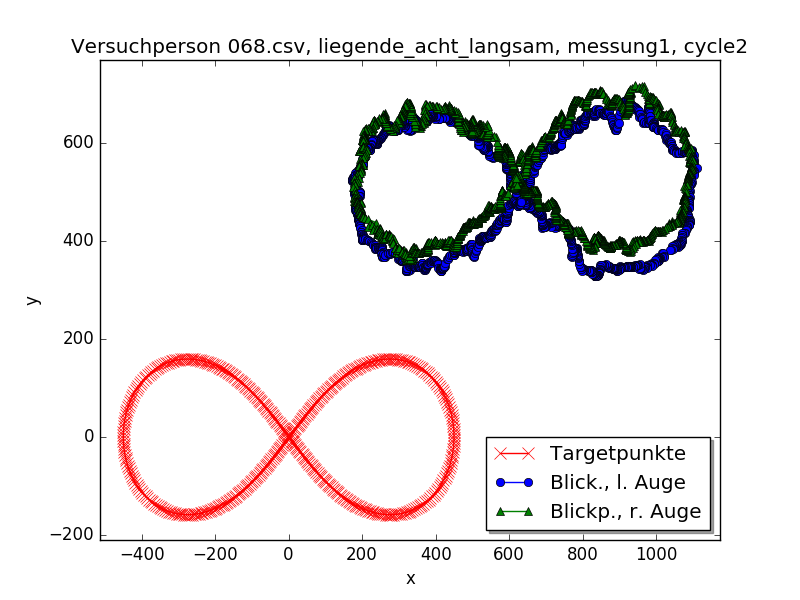 Versuchperson 068.csv, liegende_acht_langsam, messung1, cycle2
600
400
200
0
−200
y
−400
−200
0
200
400
600
800
1000
x
Targetpunkte
Blick., l. Auge
Blickp., r. Auge